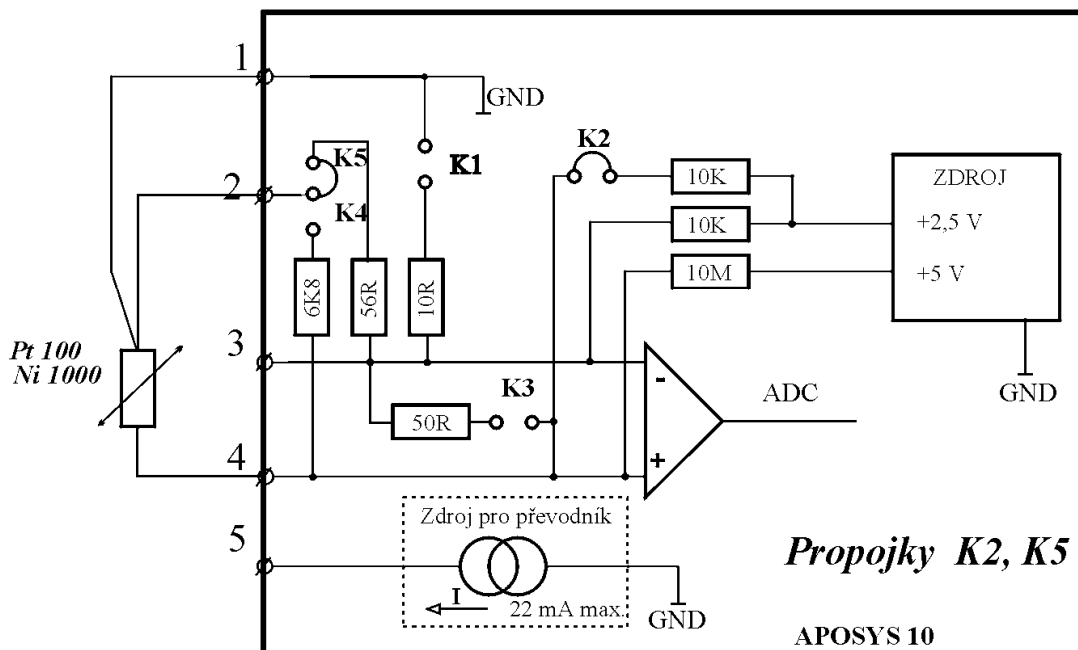 1
GND
K5
K1
K2
10K
ZDROJ
2
K4
10K
+2,5 V
10M
+5 V
6K8
56R
10R
3
Pt 100
Ni 1000
-
K3
ADC
GND
50R
4
+
Zdroj pro převodník
5
I
22 mA max.
GND
Propojky K2, K5
APOSYS 10